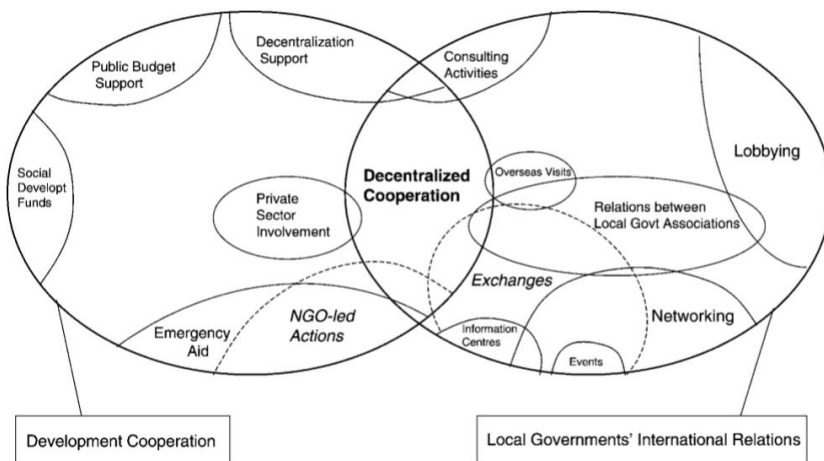 Decentralization
Support
Consulting
Activities
Public Budget
Support
Lobbying
Social
Developt
Funds
Decentralized
Cooperation
Overseas Visits
Private
Sector
Involvement
Relations between
Local Govt Associations
Exchanges
NGO-led
Actions
Emergency
Aid
Information
Centres
Networking
Events
Development Cooperation
Local Governments' International Relations